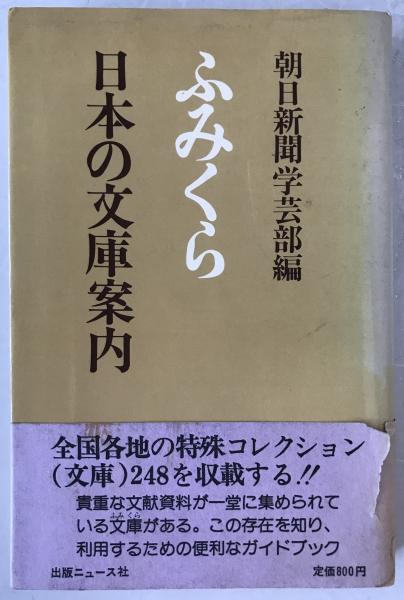 朝日新聞学芸部編
ふみくら
日本の文庫案内
全国各地の特殊コレクション
(文庫)248を収載する!!
貴重な文献資料が一堂に集められて
いる文庫がある。この存在を知り、
ふみくら
利用するための便利なガイドブック
出版ニュース社 定価800円